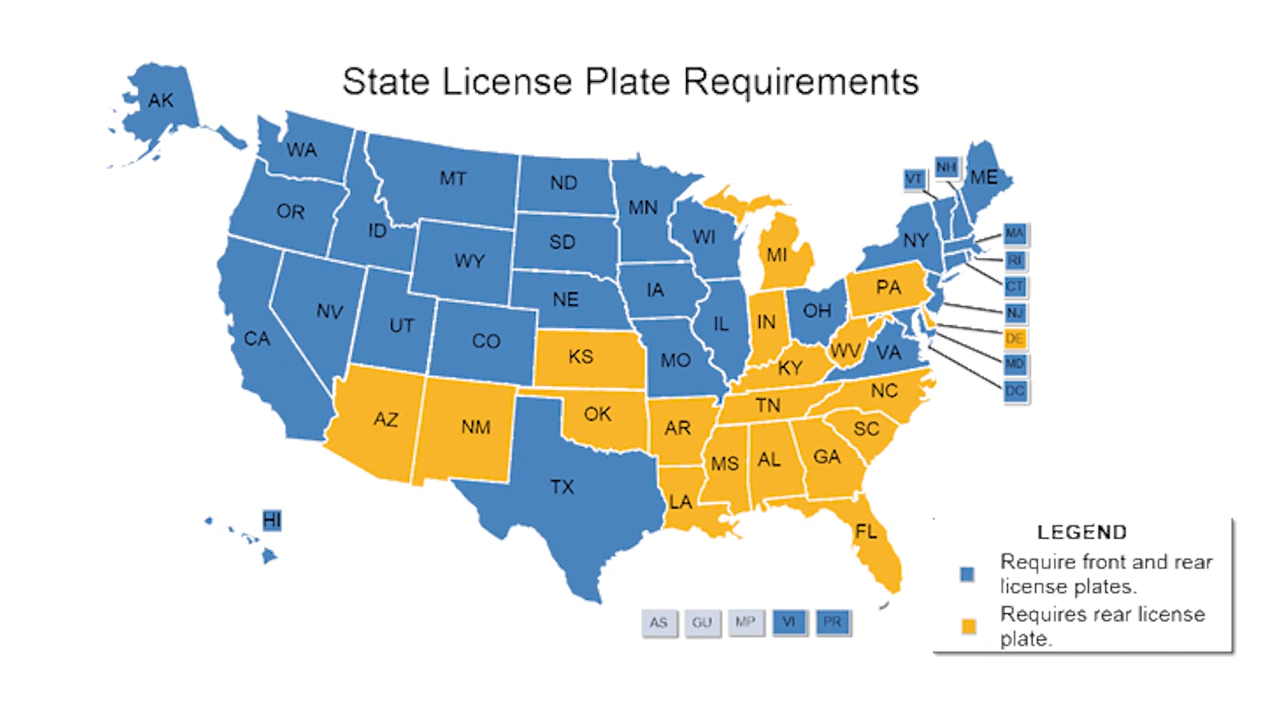 State License Plate Requirements
AK
WA
MT
ND
MN
VT
NH
ME
OR
ID
SD
WI
NY
MA
WY
MI
RI
CT
NE
IA
PA
NV
UT
CO
IL
IN
OH
NJ
CA
KS
MO
KY
WV
VA
DE
MD
DC
AZ
NM
OK
AR
TN
NC
SC
MS
AL
GA
TX
LA
FL
HI
AS
GU
MP
VI
PR
LEGEND
Require front and rear
license plates.
Requires rear license
plate.